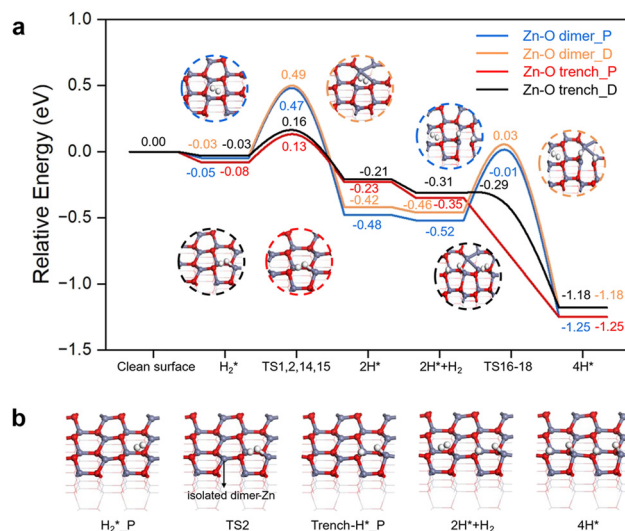 a
Zn-O dimer_P
Zn-O dimer_D
Zn-O trench_P
Zn-O trench_D
Relative Energy (eV)
1.0
0.5
0.0
−0.5
−1.0
−1.5
0.00
-0.03
-0.03
-0.05
-0.08
0.49
0.47
0.16
0.13
-0.21
-0.23
-0.42
-0.48
-0.31
-0.46
-0.35
-0.52
0.03
-0.01
-0.29
-1.18
-1.18
-1.25
-1.25
Clean surface
H₂*
TS1,2,14,15
2H*
2H*+H₂
TS16-18
4H*
b
isolated dimer-Zn
H₂*_P
TS2
Trench-H*_P
2H*+H₂
4H*